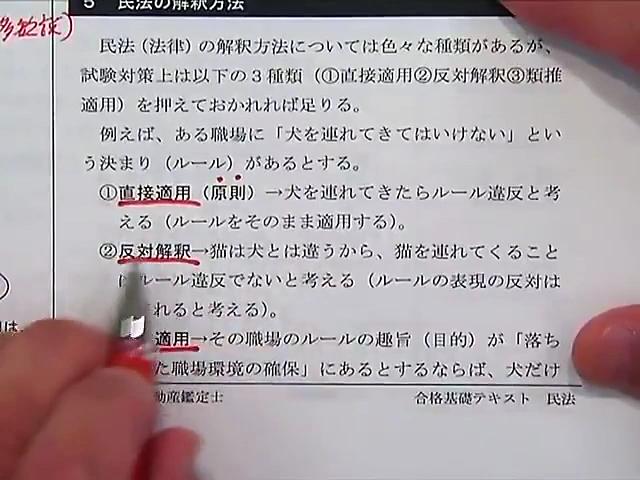 5 民法の解釈方法
民法(法律)の解釈方法については色々な種類があるが、
試験対策上は以下の3種類(①直接適用②反対解釈③類推
適用)を押えておかれれば足りる。
例えば、ある職場に「犬を連れてきてはいけない」とい
う決まり(ルール)があるとする。
①直接適用(原則)→犬を連れてきたらルール違反と考
える(ルールをそのまま適用する)。
②反対解釈→猫は犬とは違うから、猫を連れてくること
はルール違反でないと考える(ルールの表現の反対は
れると考える)。
適用→その職場のルールの趣旨(目的)が「落ち
た職場環境の確保」にあるとするならば、犬だけ
動産鑑定士 合格基礎テキスト 民法